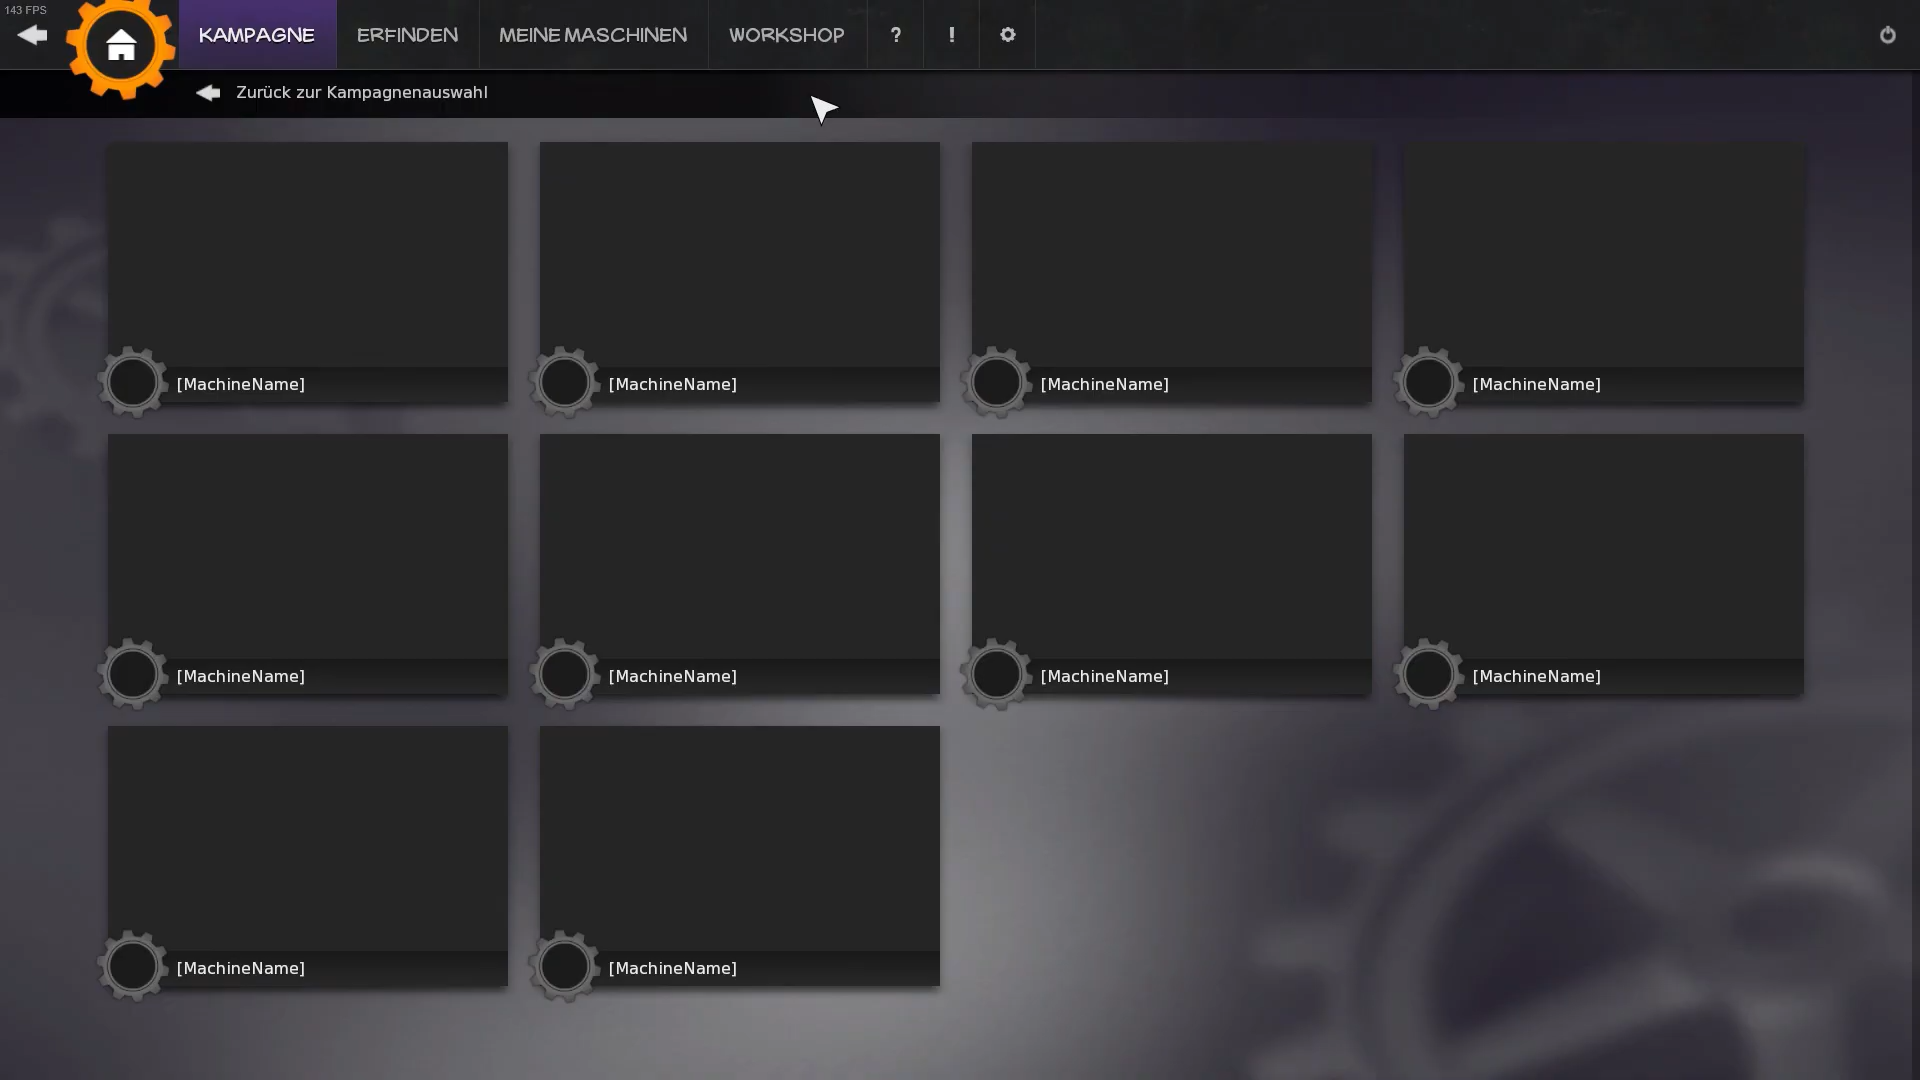 143 FPS
KAMPAGNE ERFINDEN MEINE MASCHINEN WORKSHOP ? !
Zurück zur Kampagnenauswahl
[MachineName] [MachineName] [MachineName] [MachineName]
[MachineName] [MachineName] [MachineName] [MachineName]
[MachineName] [MachineName]